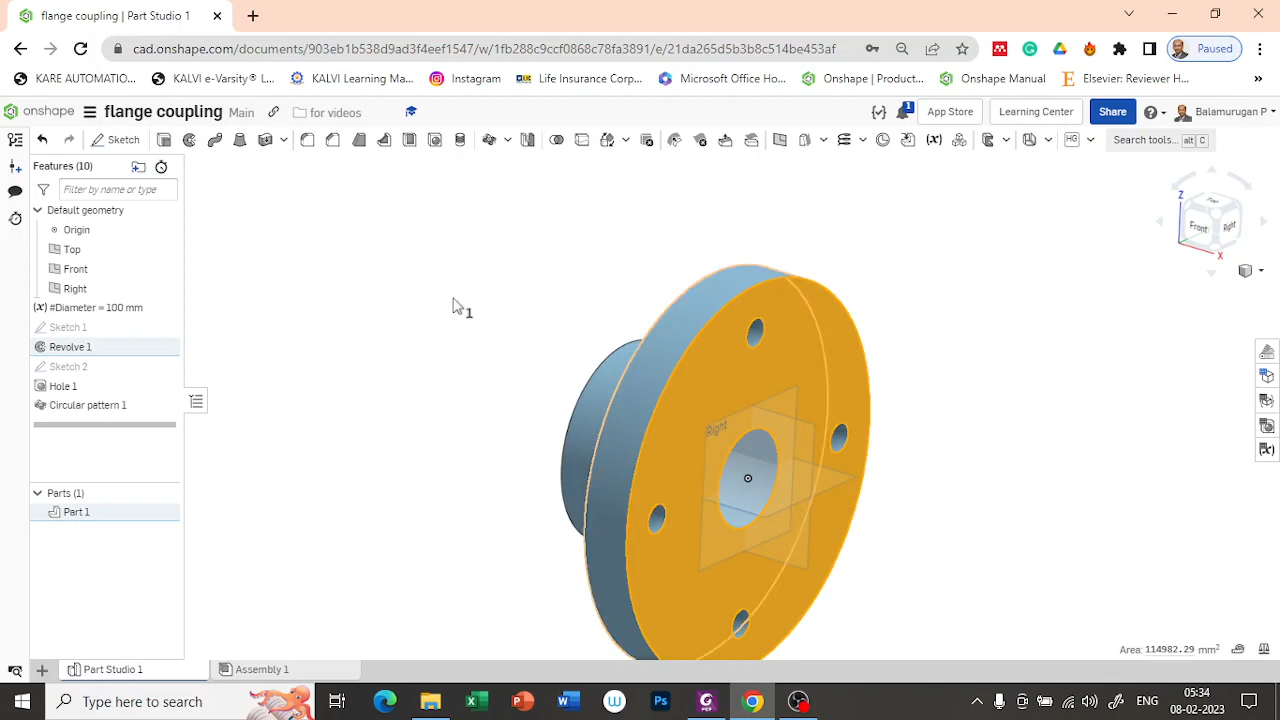 flange coupling | Part Studio 1
cad.onshape.com/document/903eb1b538d9ad3f4eef1547/w/1fb288c9ccf0868c78fa3891/e/21da265d5b3b8c514be453af
Paused
KARE AUTOMATIO...
KALVI e-Varsity ® L...
KALVI Learning Ma...
Instagram
Life Insurance Corp...
Microsoft Office Ho...
Onshape | Product...
Onshape Manual
Elsevier: Reviewer H...
»
onshape
flange coupling
Main
for videos
1
App Store
Learning Center
Share
Balamurugan P
Sketch
Search tools...
alt
C
Features (10)
Filter by name or type
Default geometry
Origin
Top
Front
Right
(x) #Diameter = 100 mm
Sketch 1
Revolve 1
Sketch 2
Hole 1
Circular pattern 1
Parts (1)
Part 1
1
Right
Z
Top
Front
Right
X
Area: 114982.29 mm²
Part Studio 1
Assembly 1
Type here to search
ENG
05:34
08-02-2023